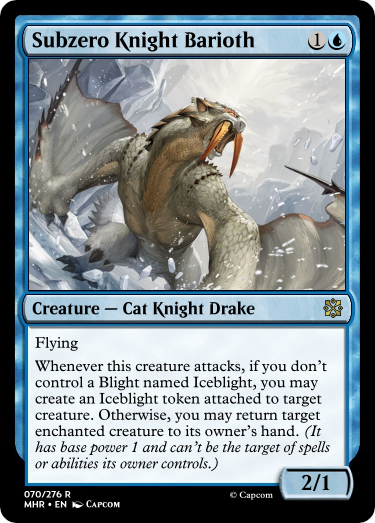 Subzero Knight Barioth
1
Creature — Cat Knight Drake
Flying
Whenever this creature attacks, if you don't
control a Blight named Iceblight, you may
create an Iceblight token attached to target
creature. Otherwise, you may return target
enchanted creature to its owner's hand. (It
has base power 1 and can't be the target of spells
or abilities its owner controls.)
2/1
070/276 R
MHR • EN Capcom
© Capcom